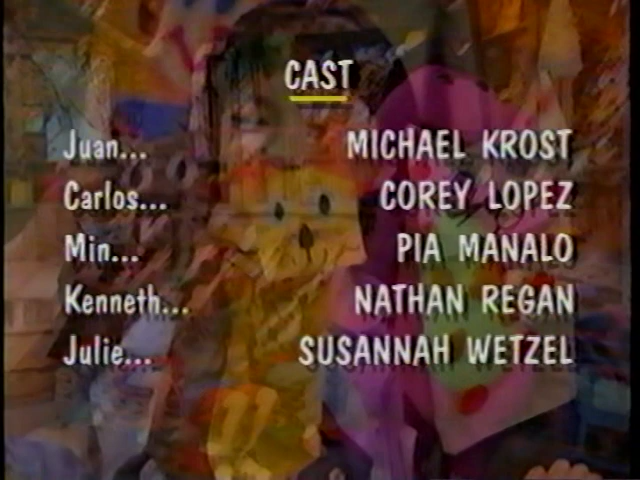 CAST
Juan... MICHAEL KROST
Carlos... COREY LOPEZ
Min... PIA MANALO
Kenneth... NATHAN REGAN
Julie... SUSANNAH WETZEL